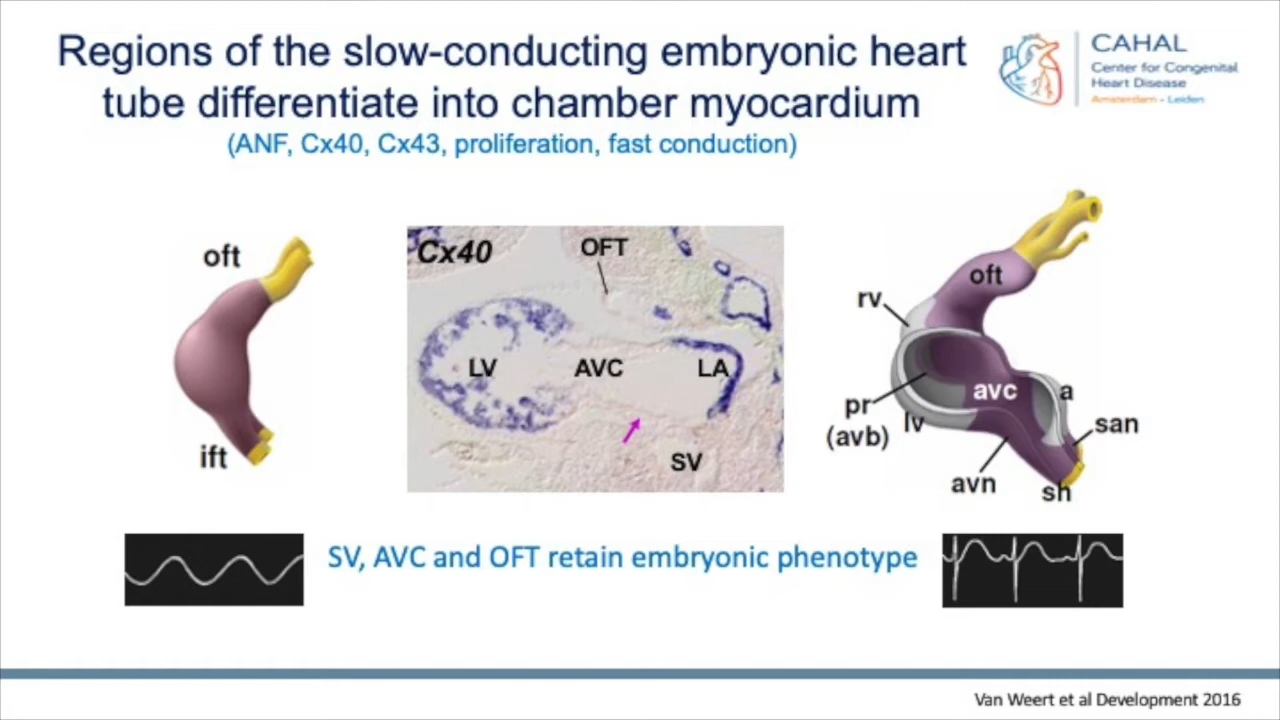 Regions of the slow-conducting embryonic heart
tube differentiate into chamber myocardium
(ANF, Cx40, Cx43, proliferation, fast conduction)
CAHAL
Center for Congenital
Heart Disease
Amsterdam - Leiden
oft
ift
Cx40
OFT
LV
AVC
LA
SV
oft
rv
avc
a
pr
(avb)
lv
san
avn
sh
SV, AVC and OFT retain embryonic phenotype
Van Weert et al Development 2016